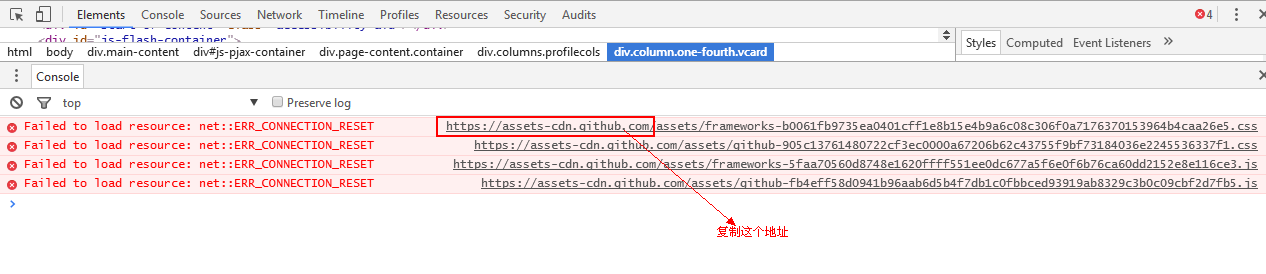 Elements Console Sources Network Timeline Profiles Resources Security Audits 4
<div id="js-flash-container">
html body div.main-content div#js-pjax-container div.page-content.container div.columns.profilecols div.column.one-fourth.vcard Styles Computed Event Listeners »
Console
top Preserve log
Failed to load resource: net::ERR_CONNECTION_RESET https://assets-cdn.github.com/assets/frameworks-b0061fb9735ea0401cff1e8b15e4b9a6c08c306f0a7176370153964b4caa26e5.css
Failed to load resource: net::ERR_CONNECTION_RESET https://assets-cdn.github.com/assets/github-905c13761480722cf3ec0000a67206b62c43755f9bf73184036e2245536337f1.css
Failed to load resource: net::ERR_CONNECTION_RESET https://assets-cdn.github.com/assets/frameworks-5faa70560d8748e1620ffff551ee0dc677a5f6e0f6b76ca60dd2152e8e116ce3.js
Failed to load resource: net::ERR_CONNECTION_RESET https://assets-cdn.github.com/assets/github-fb4eff58d0941b96aab6d5b4f7db1c0fbbced93919ab8329c3b0c09cbf2d7fb5.js
复制这个地址